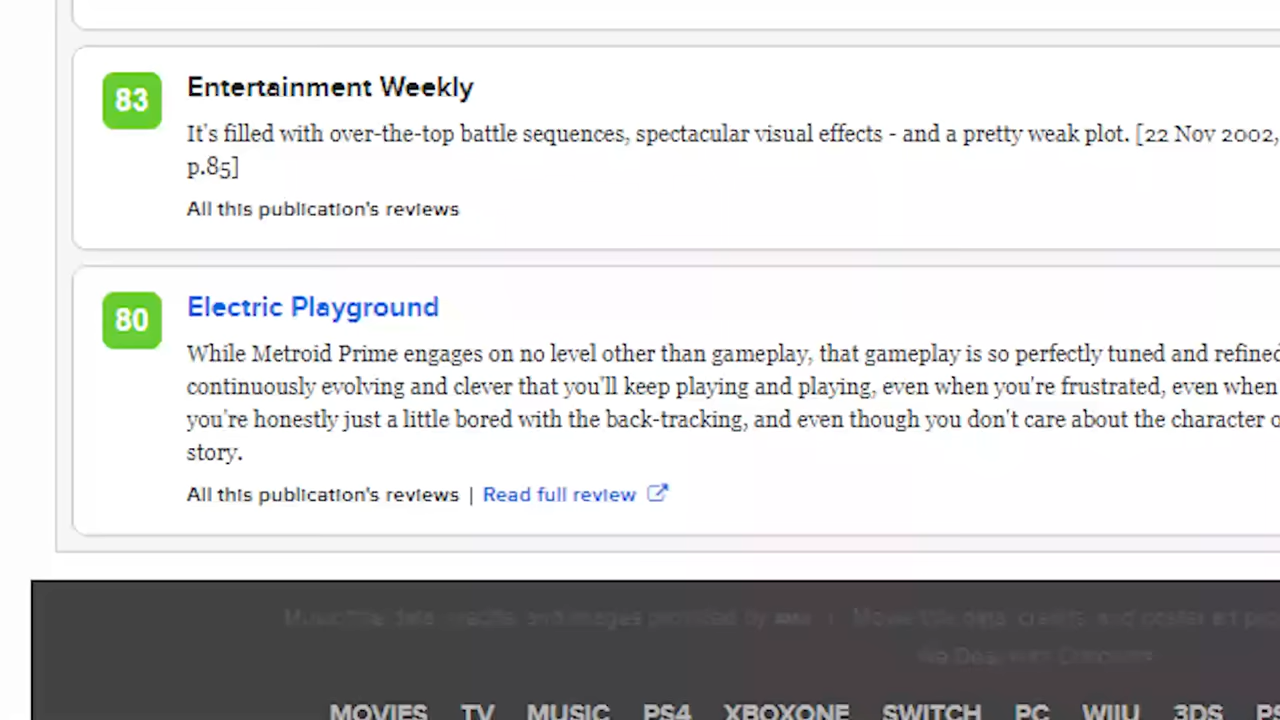 83
Entertainment Weekly
It's filled with over-the-top battle sequences, spectacular visual effects - and a pretty weak plot. [22 Nov 2002,
p.85]
All this publication's reviews
80
Electric Playground
While Metroid Prime engages on no level other than gameplay, that gameplay is so perfectly tuned and refined
continuously evolving and clever that you'll keep playing and playing, even when you're frustrated, even when
you're honestly just a little bored with the back-tracking, and even though you don't care about the character
story.
All this publication's reviews | Read full review
MOVIES TV MUSIC PS4 XBOXONE SWITCH PC WIIU 3DS